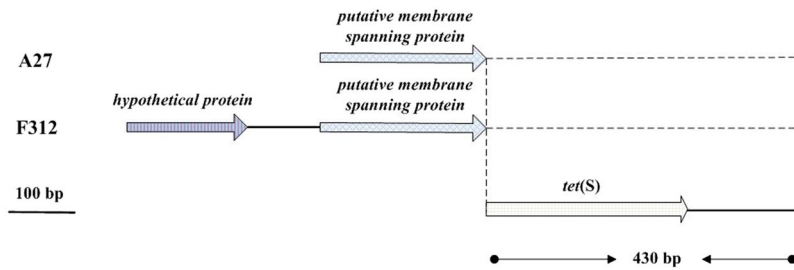 putative membrane
spanning protein
A27
putative membrane
spanning protein
hypothetical protein
F312
100 bp
tet(S)
430 bp